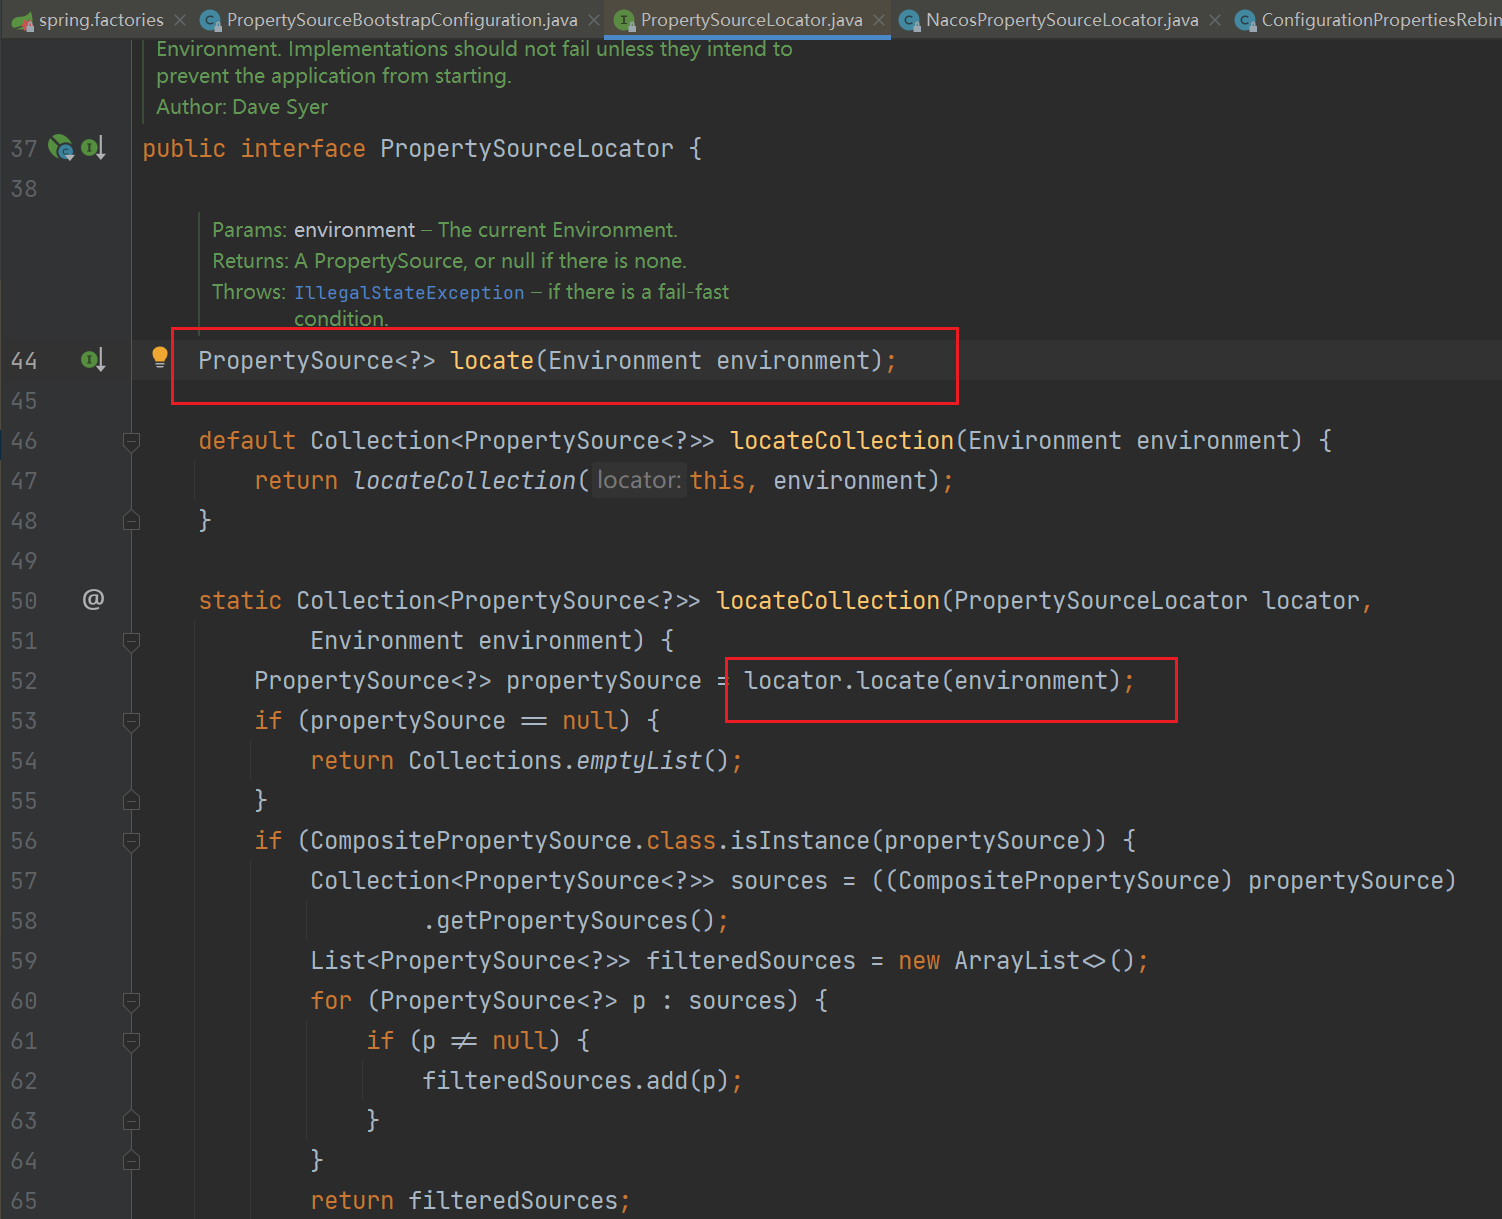 spring.factories PropertySourceBootstrapConfiguration.java PropertySourceLocator.java NacosPropertySourceLocator.java ConfigurationPropertiesRebin
Environment. Implementations should not fail unless they intend to
prevent the application from starting.
Author: Dave Syer
37 public interface PropertySourceLocator {
38
Params: environment – The current Environment.
Returns: A PropertySource, or null if there is none.
Throws: IllegalStateException – if there is a fail-fast
condition.
44 PropertySource<?> locate(Environment environment);
45
46 default Collection<PropertySource<?>> locateCollection(Environment environment) {
47 return locateCollection( locator: this, environment);
48 }
49
50 @ static Collection<PropertySource<?>> locateCollection(PropertySourceLocator locator,
51 Environment environment) {
52 PropertySource<?> propertySource = locator.locate(environment);
53 if (propertySource == null) {
54 return Collections.emptyList();
55 }
56 if (CompositePropertySource.class.isInstance(propertySource)) {
57 Collection<PropertySource<?>> sources = ((CompositePropertySource) propertySource)
58 .getPropertySources();
59 List<PropertySource<?>> filteredSources = new ArrayList<>();
60 for (PropertySource<?> p : sources) {
61 if (p != null) {
62 filteredSources.add(p);
63 }
64 }
65 return filteredSources;